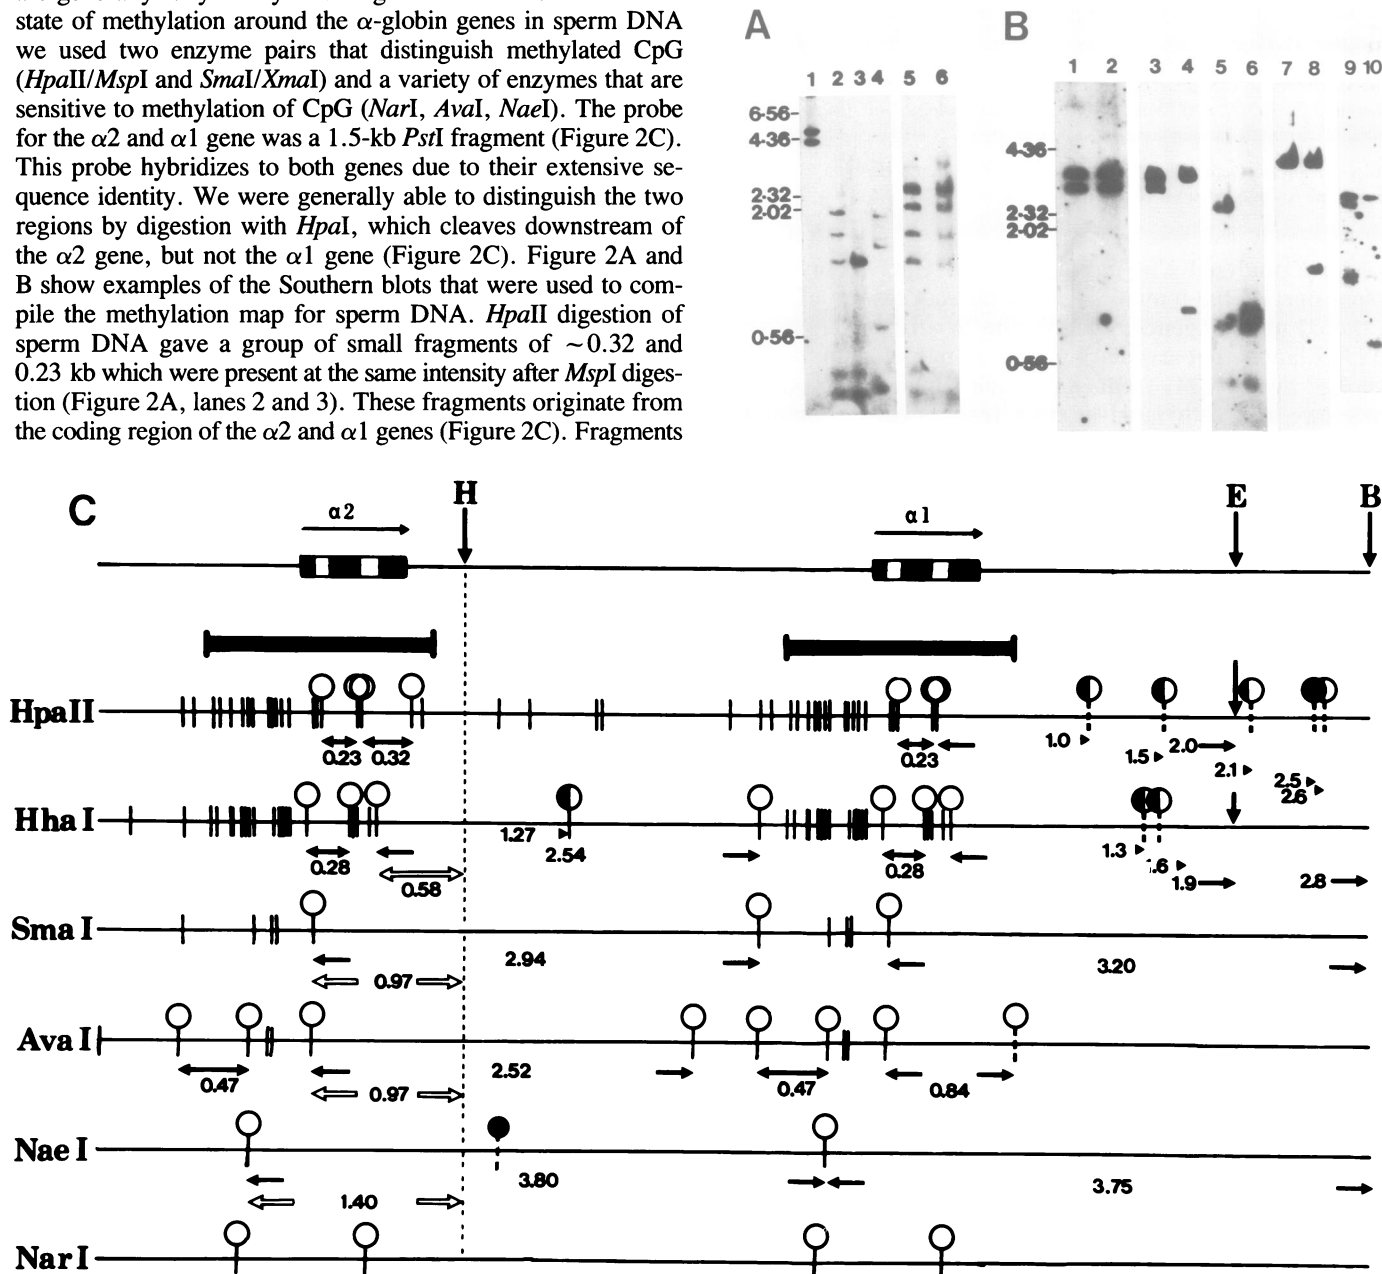 state of methylation around the α-globin genes in sperm DNA
we used two enzyme pairs that distinguish methylated CpG
(HpaII/MspI and SmaI/XmaI) and a variety of enzymes that are
sensitive to methylation of CpG (NarI, AvaI, NaeI). The probe
for the α2 and α1 gene was a 1.5-kb PstI fragment (Figure 2C).
This probe hybridizes to both genes due to their extensive se-
quence identity. We were generally able to distinguish the two
regions by digestion with HpaI, which cleaves downstream of
the α2 gene, but not the α1 gene (Figure 2C). Figure 2A and
B show examples of the Southern blots that were used to com-
pile the methylation map for sperm DNA. HpaII digestion of
sperm DNA gave a group of small fragments of ~0.32 and
0.23 kb which were present at the same intensity after MspI diges-
tion (Figure 2A, lanes 2 and 3). These fragments originate from
the coding region of the α2 and α1 genes (Figure 2C). Fragments
A
1 2 3 4 5 6
6·56-
4·36-
2·32-
2·02-
0·56-
B
1 2 3 4 5 6 7 8 9 10
4·36-
2·32-
2·02-
0·56-
C
H E B
α2 α1
HpaII
0.23 0.32 0.23 1.0 1.5 2.0 2.1 2.5 2.6
Hha I
0.28 0.58 1.27 2.54 0.28 1.3 .6 1.9 2.8
Sma I
2.94 3.20
0.97
Ava I
0.47 2.52 0.47 0.84
0.97
Nae I
3.80 3.75
1.40
Nar I